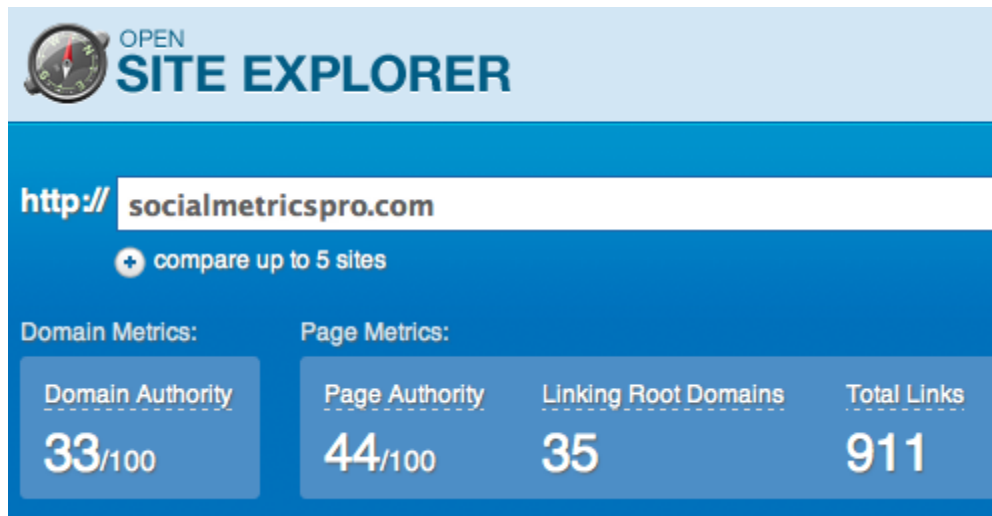 OPEN
SITE EXPLORER
http:// socialmetricspro.com
compare up to 5 sites
Domain Metrics: Page Metrics:
Domain Authority Page Authority Linking Root Domains Total Links
33/100 44/100 35 911